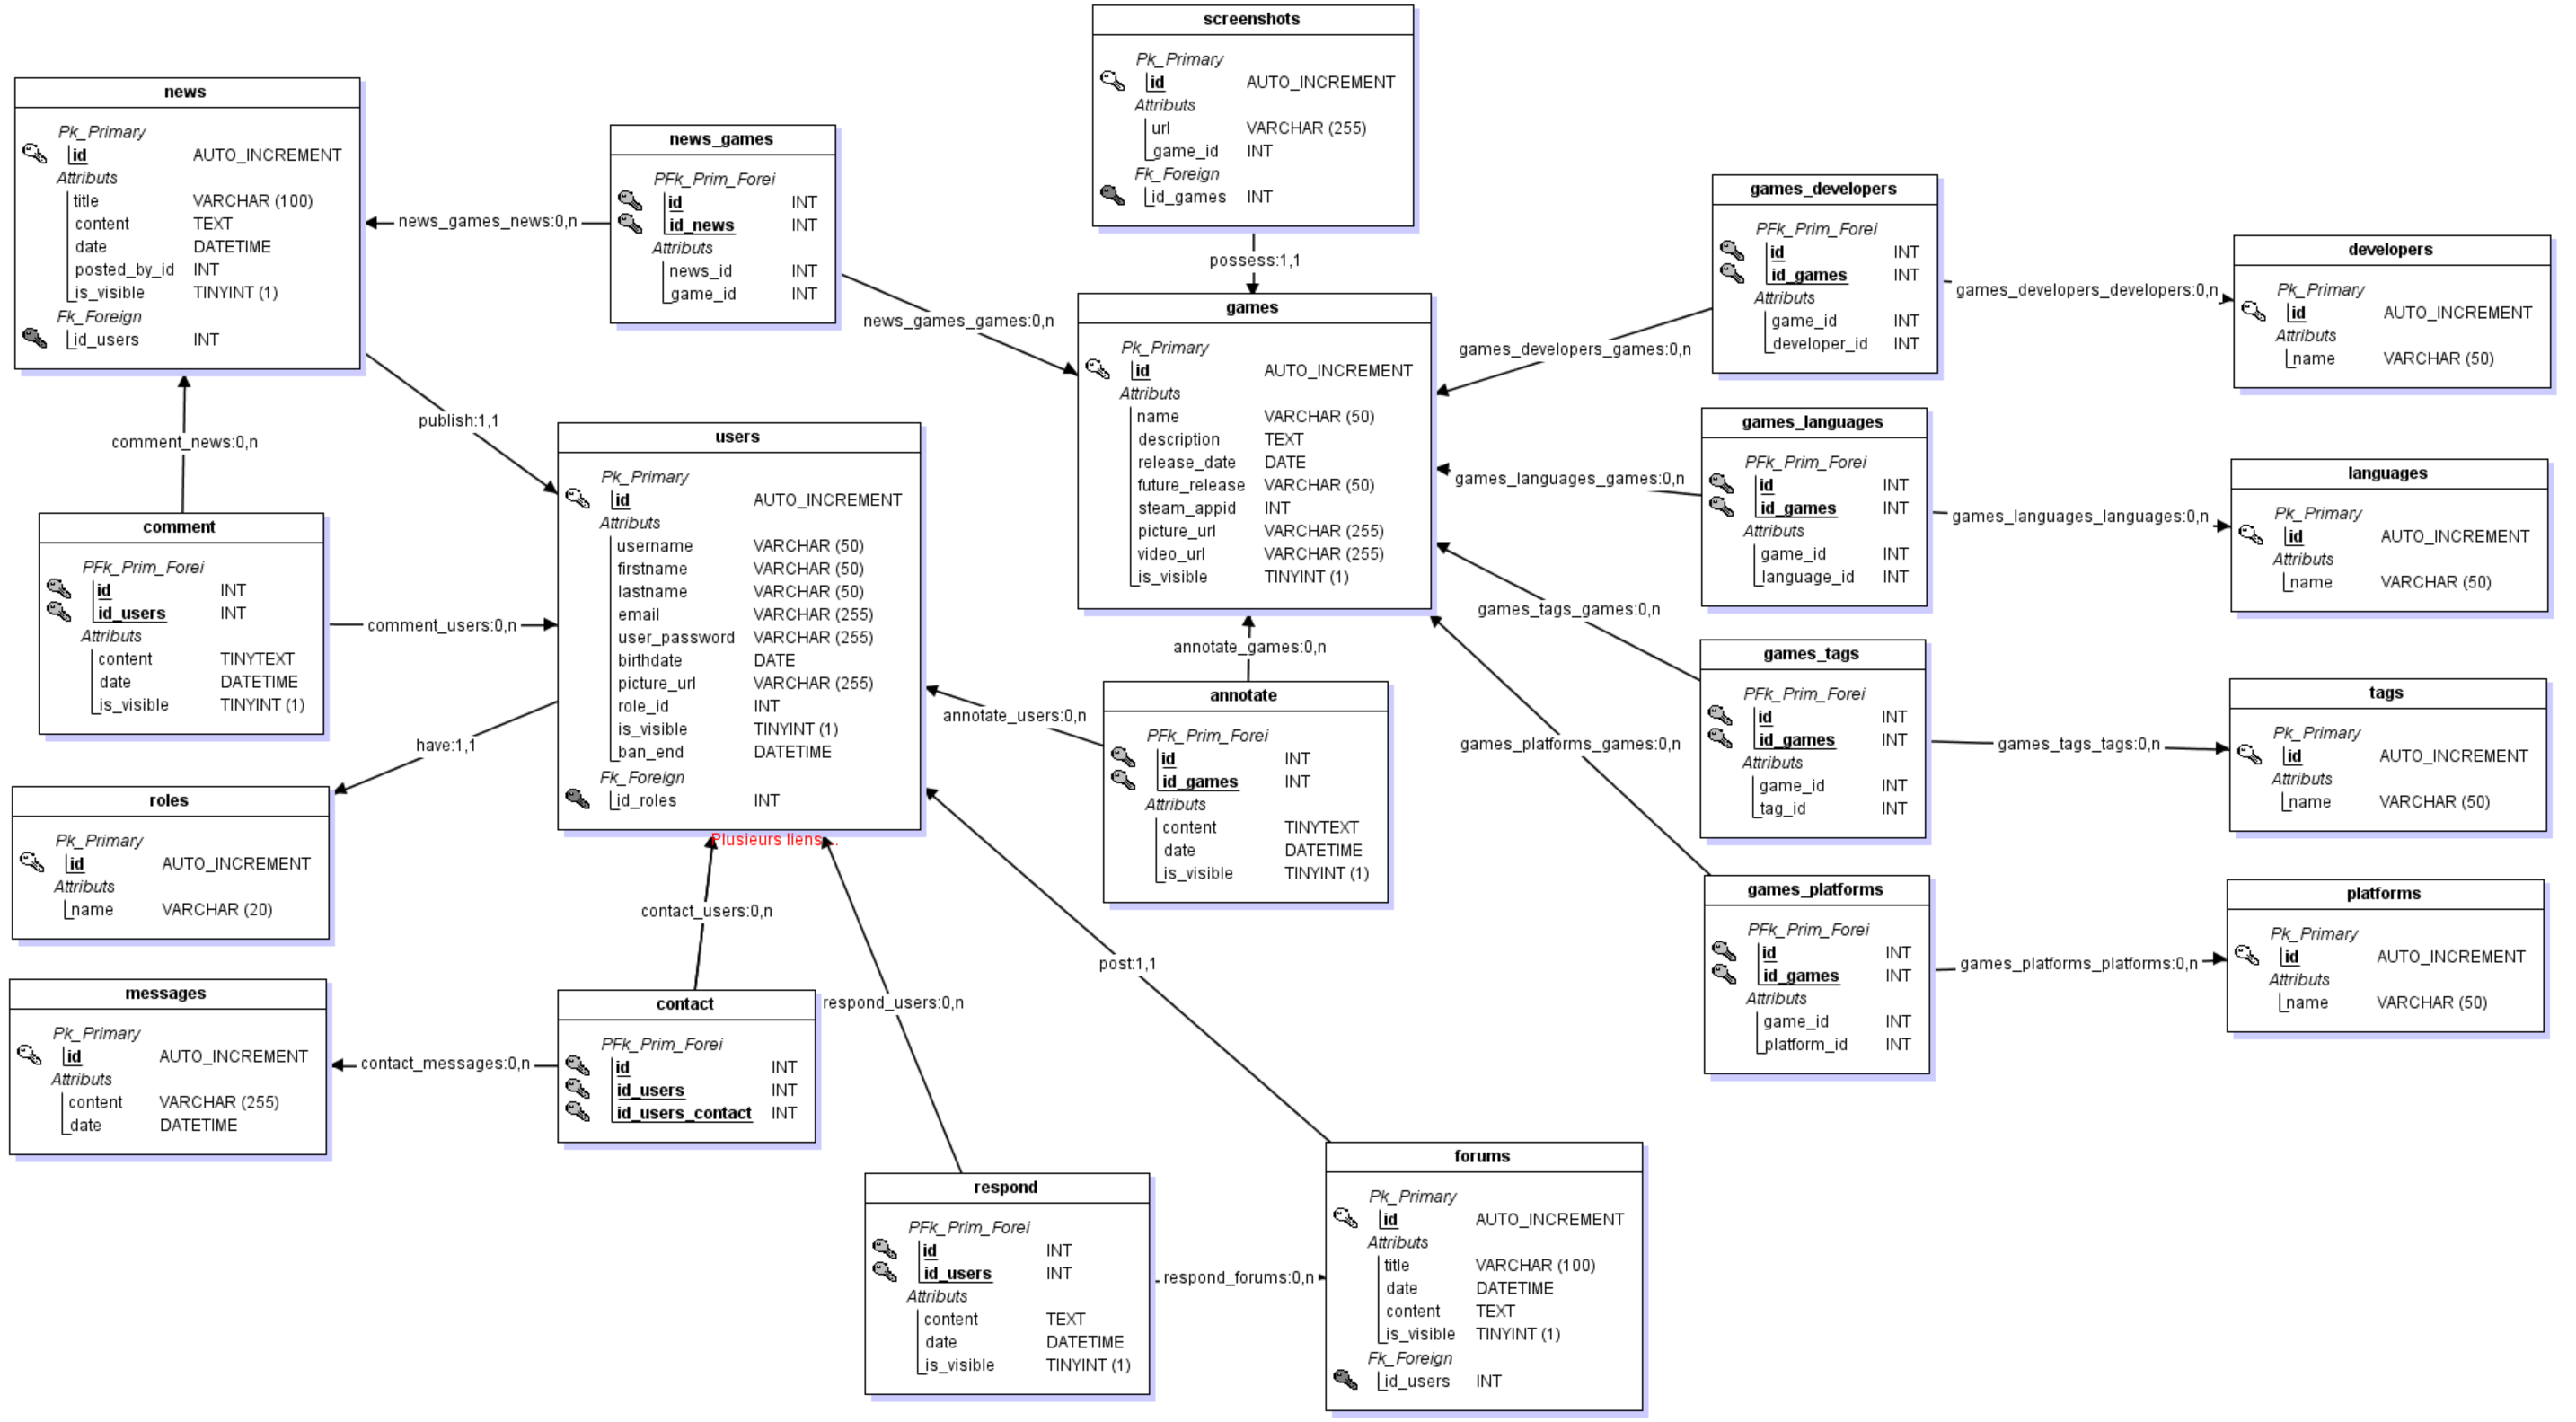 screenshots
Pk_Primary
id AUTO_INCREMENT
Attributs
url VARCHAR (255)
game_id INT
Fk_Foreign
id_games INT
possess:1,1
news
Pk_Primary
id AUTO_INCREMENT
Attributs
title VARCHAR (100)
content TEXT
date DATETIME
posted_by_id INT
is_visible TINYINT (1)
Fk_Foreign
id_users INT
news_games_news:0,n
news_games
PFk_Prim_Forei
id INT
id_news INT
Attributs
news_id INT
game_id INT
news_games_games:0,n
games
Pk_Primary
id AUTO_INCREMENT
Attributs
name VARCHAR (50)
description TEXT
release_date DATE
future_release VARCHAR (50)
steam_appid INT
picture_url VARCHAR (255)
video_url VARCHAR (255)
is_visible TINYINT (1)
games_developers
PFk_Prim_Forei
id INT
id_games INT
Attributs
game_id INT
developer_id INT
games_developers_developers:0,n
games_developers_games:0,n
developers
Pk_Primary
id AUTO_INCREMENT
Attributs
name VARCHAR (50)
publish:1,1
comment_news:0,n
users
Pk_Primary
id AUTO_INCREMENT
Attributs
username VARCHAR (50)
firstname VARCHAR (50)
lastname VARCHAR (50)
email VARCHAR (255)
user_password VARCHAR (255)
birthdate DATE
picture_url VARCHAR (255)
role_id INT
is_visible TINYINT (1)
ban_end DATETIME
Fk_Foreign
id_roles INT
Plusieurs liens...
games_languages
PFk_Prim_Forei
id INT
id_games INT
Attributs
game_id INT
language_id INT
games_languages_games:0,n
games_languages_languages:0,n
languages
Pk_Primary
id AUTO_INCREMENT
Attributs
name VARCHAR (50)
comment
PFk_Prim_Forei
id INT
id_users INT
Attributs
content TINYTEXT
date DATETIME
is_visible TINYINT (1)
comment_users:0,n
have:1,1
annotate_games:0,n
annotate_users:0,n
annotate
PFk_Prim_Forei
id INT
id_games INT
Attributs
content TINYTEXT
date DATETIME
is_visible TINYINT (1)
games_tags_games:0,n
games_tags
PFk_Prim_Forei
id INT
id_games INT
Attributs
game_id INT
tag_id INT
games_tags_tags:0,n
tags
Pk_Primary
id AUTO_INCREMENT
Attributs
name VARCHAR (50)
games_platforms_games:0,n
roles
Pk_Primary
id AUTO_INCREMENT
Attributs
name VARCHAR (20)
games_platforms
PFk_Prim_Forei
id INT
id_games INT
Attributs
game_id INT
platform_id INT
games_platforms_platforms:0,n
platforms
Pk_Primary
id AUTO_INCREMENT
Attributs
name VARCHAR (50)
contact_users:0,n
post:1,1
respond_users:0,n
messages
Pk_Primary
id AUTO_INCREMENT
Attributs
content VARCHAR (255)
date DATETIME
contact_messages:0,n
contact
PFk_Prim_Forei
id INT
id_users INT
id_users_contact INT
respond
PFk_Prim_Forei
id INT
id_users INT
Attributs
content TEXT
date DATETIME
is_visible TINYINT (1)
respond_forums:0,n
forums
Pk_Primary
id AUTO_INCREMENT
Attributs
title VARCHAR (100)
date DATETIME
content TEXT
is_visible TINYINT (1)
Fk_Foreign
id_users INT